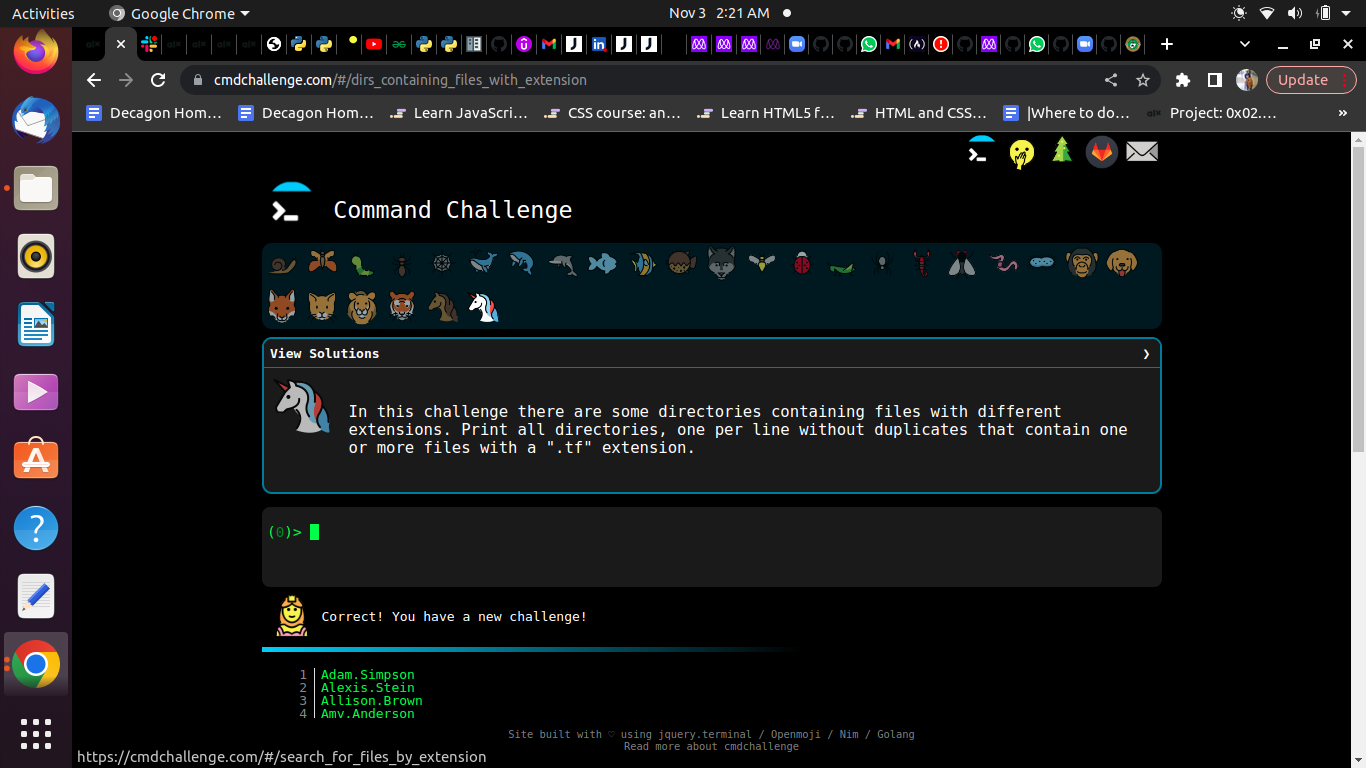 Activities
Google Chrome
Nov 3 2:21 AM
cmdchallenge.com/#/dirs_containing_files_with_extension
Update
Decagon Hom…
Decagon Hom…
Learn JavaScri…
CSS course: an…
Learn HTML5 f…
HTML and CSS…
|Where to do…
Project: 0x02.…
»
Command Challenge
View Solutions
In this challenge there are some directories containing files with different
extensions. Print all directories, one per line without duplicates that contain one
or more files with a ".tf" extension.
(0)>
Correct! You have a new challenge!
1 Adam.Simpson
2 Alexis.Stein
3 Allison.Brown
4 Amy.Anderson
Site built with ♡ using jquery.terminal / Openmoji / Nim / Golang
Read more about cmdchallenge
https://cmdchallenge.com/#/search_for_files_by_extension